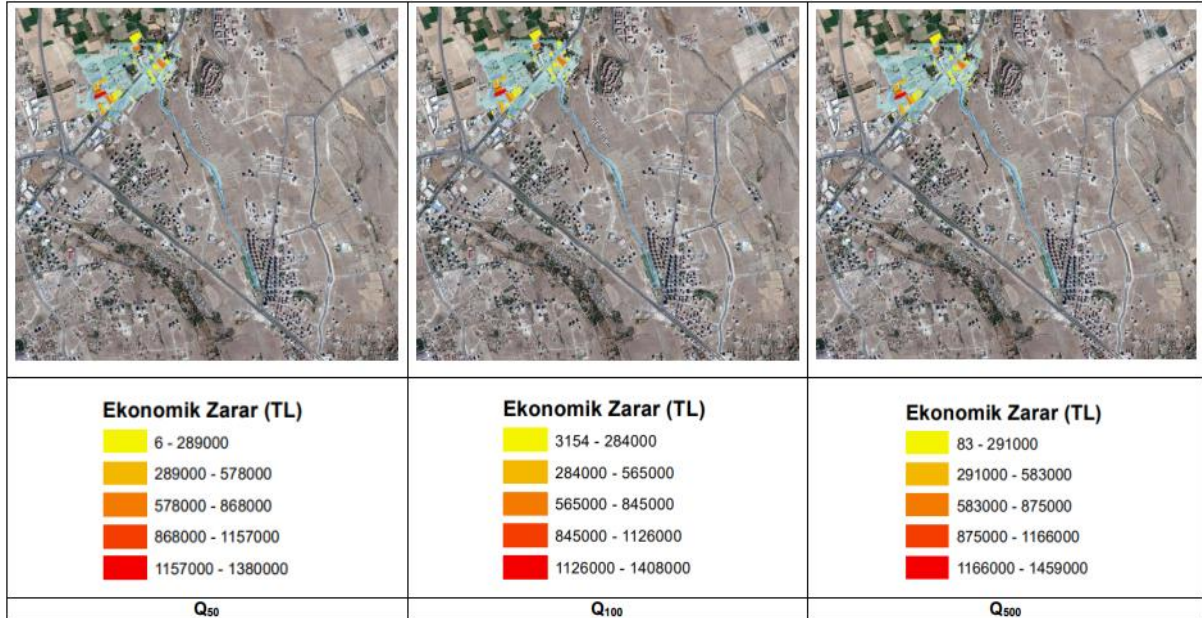 Ekonomik Zarar (TL)
6 - 289000
289000 - 578000
578000 - 868000
868000 - 1157000
1157000 - 1380000
Q50
Ekonomik Zarar (TL)
3154 - 284000
284000 - 565000
565000 - 845000
845000 - 1126000
1126000 - 1408000
Q100
Ekonomik Zarar (TL)
83 - 291000
291000 - 583000
583000 - 875000
875000 - 1166000
1166000 - 1459000
Q500